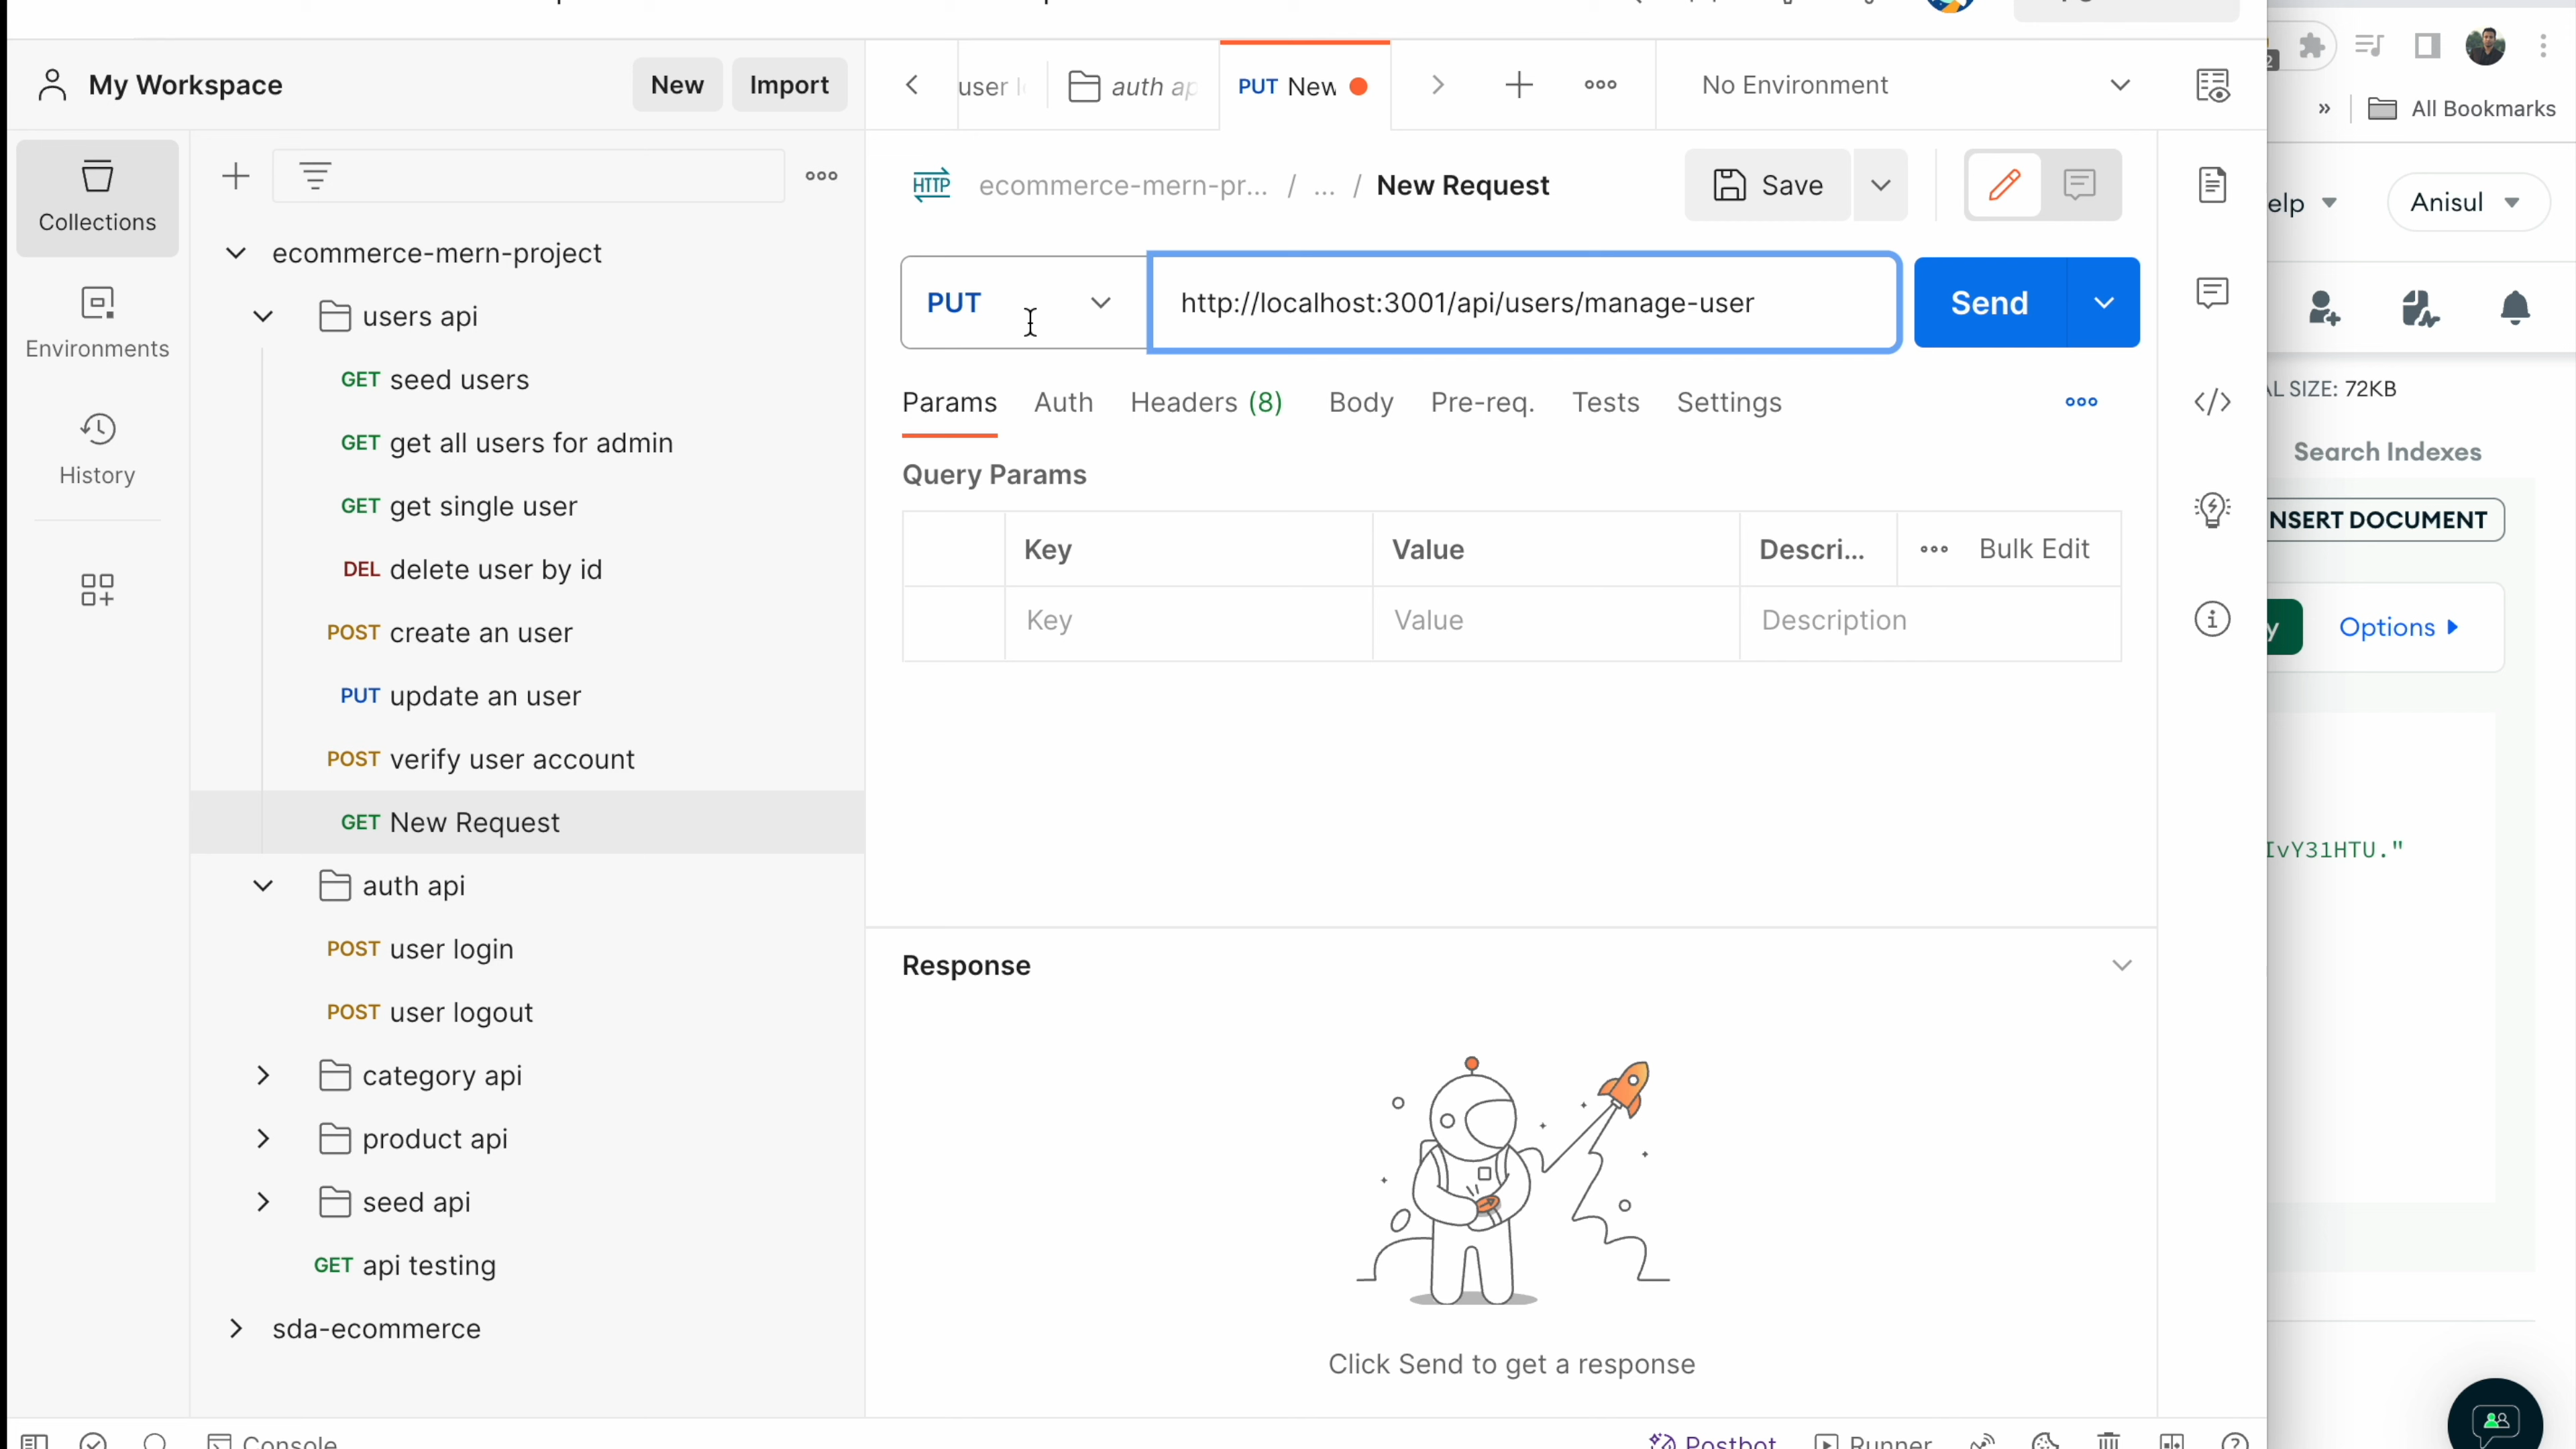 My Workspace
New
Import
user
auth ap
PUT New
No Environment
All Bookmarks
Collections
Environments
History
ecommerce-mern-project
users api
GET seed users
GET get all users for admin
GET get single user
DEL delete user by id
POST create an user
PUT update an user
POST verify user account
GET New Request
auth api
POST user login
POST user logout
category api
product api
seed api
GET api testing
sda-ecommerce
HTTP ecommerce-mern-pr... / ... / New Request
Save
PUT
http://localhost:3001/api/users/manage-user
Send
Params
Auth
Headers (8)
Body
Pre-req.
Tests
Settings
Query Params
Key
Value
Descri...
Bulk Edit
Key
Value
Description
Response
Click Send to get a response
Console
Postbot
Runner
elp
Anisul
AL SIZE: 72KB
Search Indexes
NSERT DOCUMENT
y
Options
IvY31HTU."